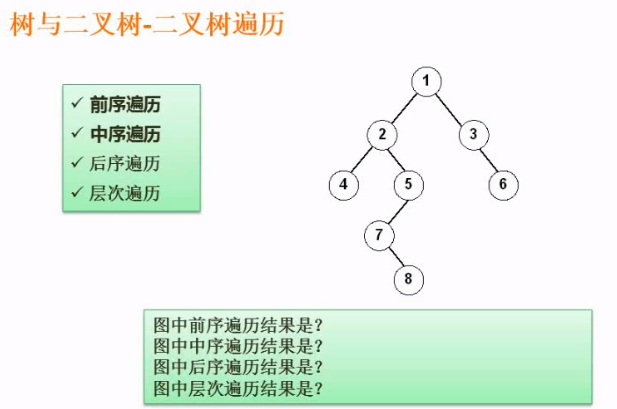 树与二叉树-二叉树遍历
✓ 前序遍历
✓ 中序遍历
✓ 后序遍历
✓ 层次遍历
1
2
3
4
5
6
7
8
图中前序遍历结果是?
图中中序遍历结果是?
图中后序遍历结果是?
图中层次遍历结果是?